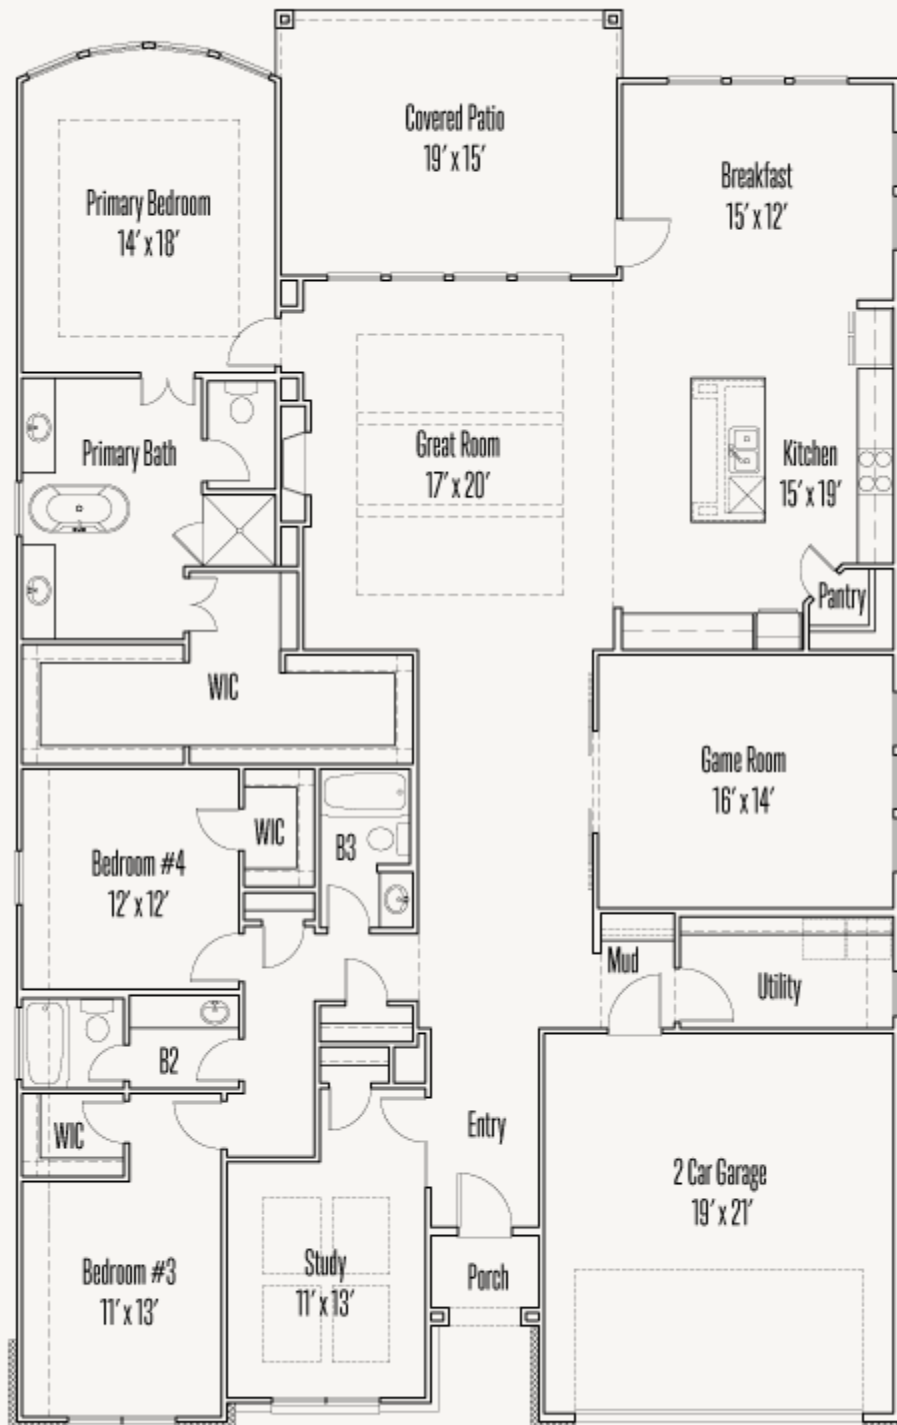 Covered Patio
19' x 15'
Breakfast
15' x 12'
Primary Bedroom
14' x 18'
Primary Bath
Great Room
17' x 20'
Kitchen
15' x 19'
Pantry
WIC
Game Room
16' x 14'
WIC
B3
Bedroom #4
12' x 12'
Mud
Utility
B2
WIC
Entry
2 Car Garage
19' x 21'
Bedroom #3
11' x 13'
Study
11' x 13'
Porch